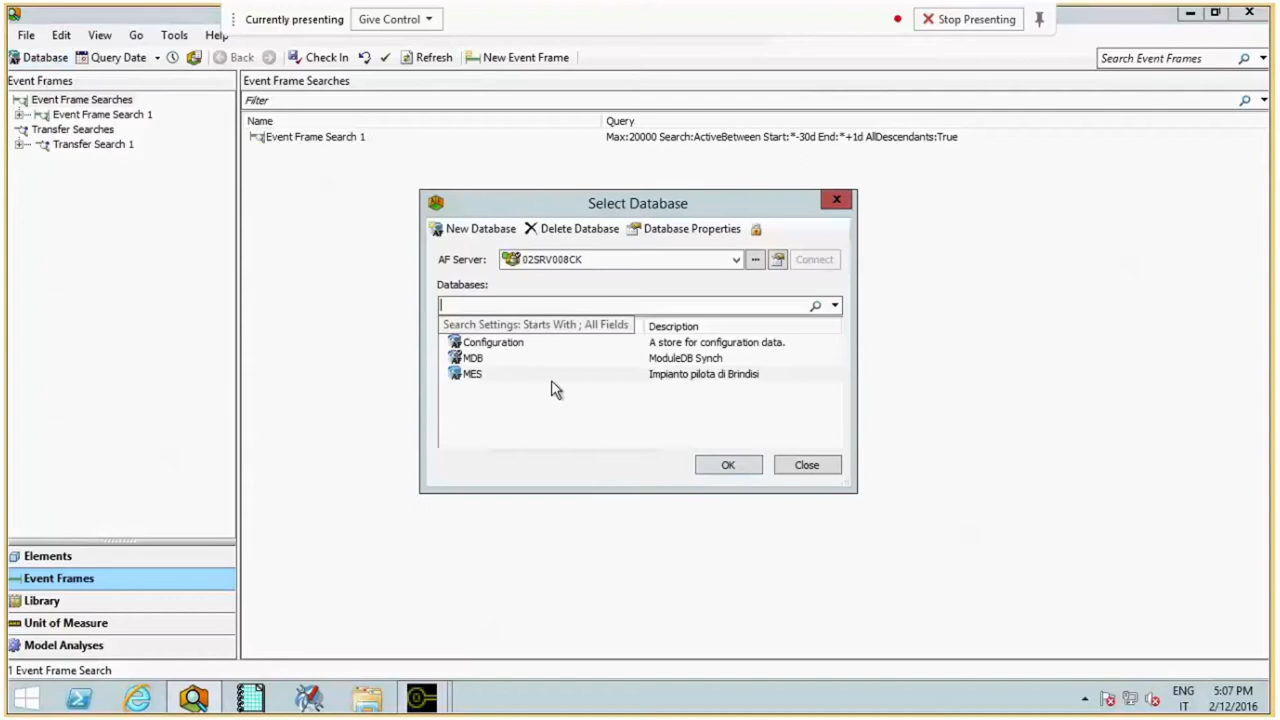 Currently presenting Give Control Stop Presenting
File Edit View Go Tools Help
Database Query Date Back Check In Refresh New Event Frame Search Event Frames
Event Frames
Event Frame Searches
Event Frame Search 1
Transfer Searches
Transfer Search 1
Event Frame Searches
Filter
Name Query
Event Frame Search 1 Max:20000 Search:ActiveBetween Start:*-30d End:*+1d AllDescendants:True
Select Database
New Database Delete Database Database Properties
AF Server: 02SRV008CK ... Connect
Databases:
Search Settings: Starts With ; All Fields Description
Configuration A store for configuration data.
MDB ModuleDB Synch
MES Impianto pilota di Brindisi
OK Close
Elements
Event Frames
Library
Unit of Measure
Model Analyses
1 Event Frame Search
ENG 5:07 PM
IT 2/12/2016